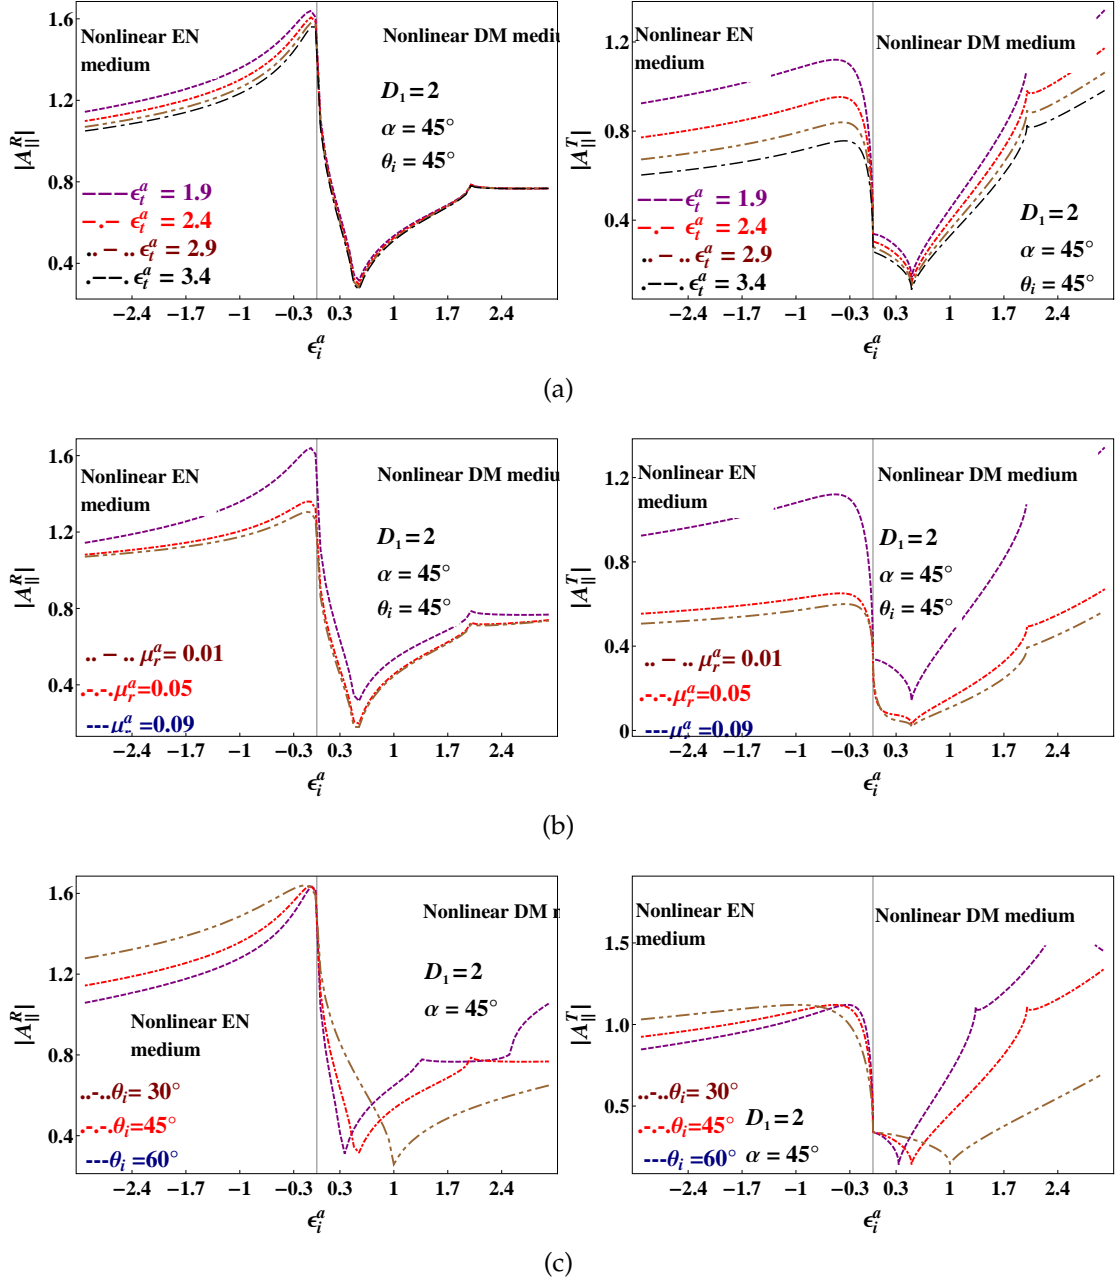 1.6
1.2
0.8
0.4
|A∥ᴿ|
Nonlinear EN
medium
Nonlinear DM medi
D₁ = 2
α = 45°
θᵢ = 45°
−−−ϵₜᵃ = 1.9
−.− ϵₜᵃ = 2.4
.. − .. ϵₜᵃ = 2.9
.−−. ϵₜᵃ = 3.4
−2.4 −1.7 −1 −0.3 0.3 1 1.7 2.4
ϵᵢᵃ
1.2
0.8
0.4
|A∥ᵀ|
Nonlinear EN
medium
Nonlinear DM medium
−−−ϵₜᵃ = 1.9
−.− ϵₜᵃ = 2.4
.. − .. ϵₜᵃ = 2.9
.−−. ϵₜᵃ = 3.4
D₁ = 2
α = 45°
θᵢ = 45°
−2.4 −1.7 −1 −0.3 0.3 1 1.7 2.4
ϵᵢᵃ
(a)
1.6
1.2
0.8
0.4
|A∥ᴿ|
Nonlinear EN
medium
Nonlinear DM mediu
D₁ = 2
α = 45°
θᵢ = 45°
.. − .. μᵣᵃ= 0.01
.-.-.μᵣᵃ=0.05
---μᵃ =0.09
−2.4 −1.7 −1 −0.3 0.3 1 1.7 2.4
ϵᵢᵃ
1.2
0.8
0.4
0
|A∥ᵀ|
Nonlinear EN
medium
Nonlinear DM medium
D₁ = 2
α = 45°
θᵢ = 45°
.. − .. μᵣᵃ= 0.01
.-.-.μᵣᵃ=0.05
---μᵃ =0.09
−2.4 −1.7 −1 −0.3 0.3 1 1.7 2.4
ϵᵢᵃ
(b)
1.6
1.2
0.8
0.4
|A∥ᴿ|
Nonlinear DM
D₁ = 2
α = 45°
Nonlinear EN
medium
..-..θᵢ= 30°
.-.-.θᵢ=45°
---θᵢ =60°
−2.4 −1.7 −1 −0.3 0.3 1 1.7 2.4
ϵᵢᵃ
1.5
1.0
0.5
|A∥ᵀ|
Nonlinear EN
medium
Nonlinear DM medium
..-..θᵢ= 30°
.-.-.θᵢ=45°
---θᵢ =60°
D₁ = 2
α = 45°
−2.4 −1.7 −1 −0.3 0.3 1 1.7 2.4
ϵᵢᵃ
(c)